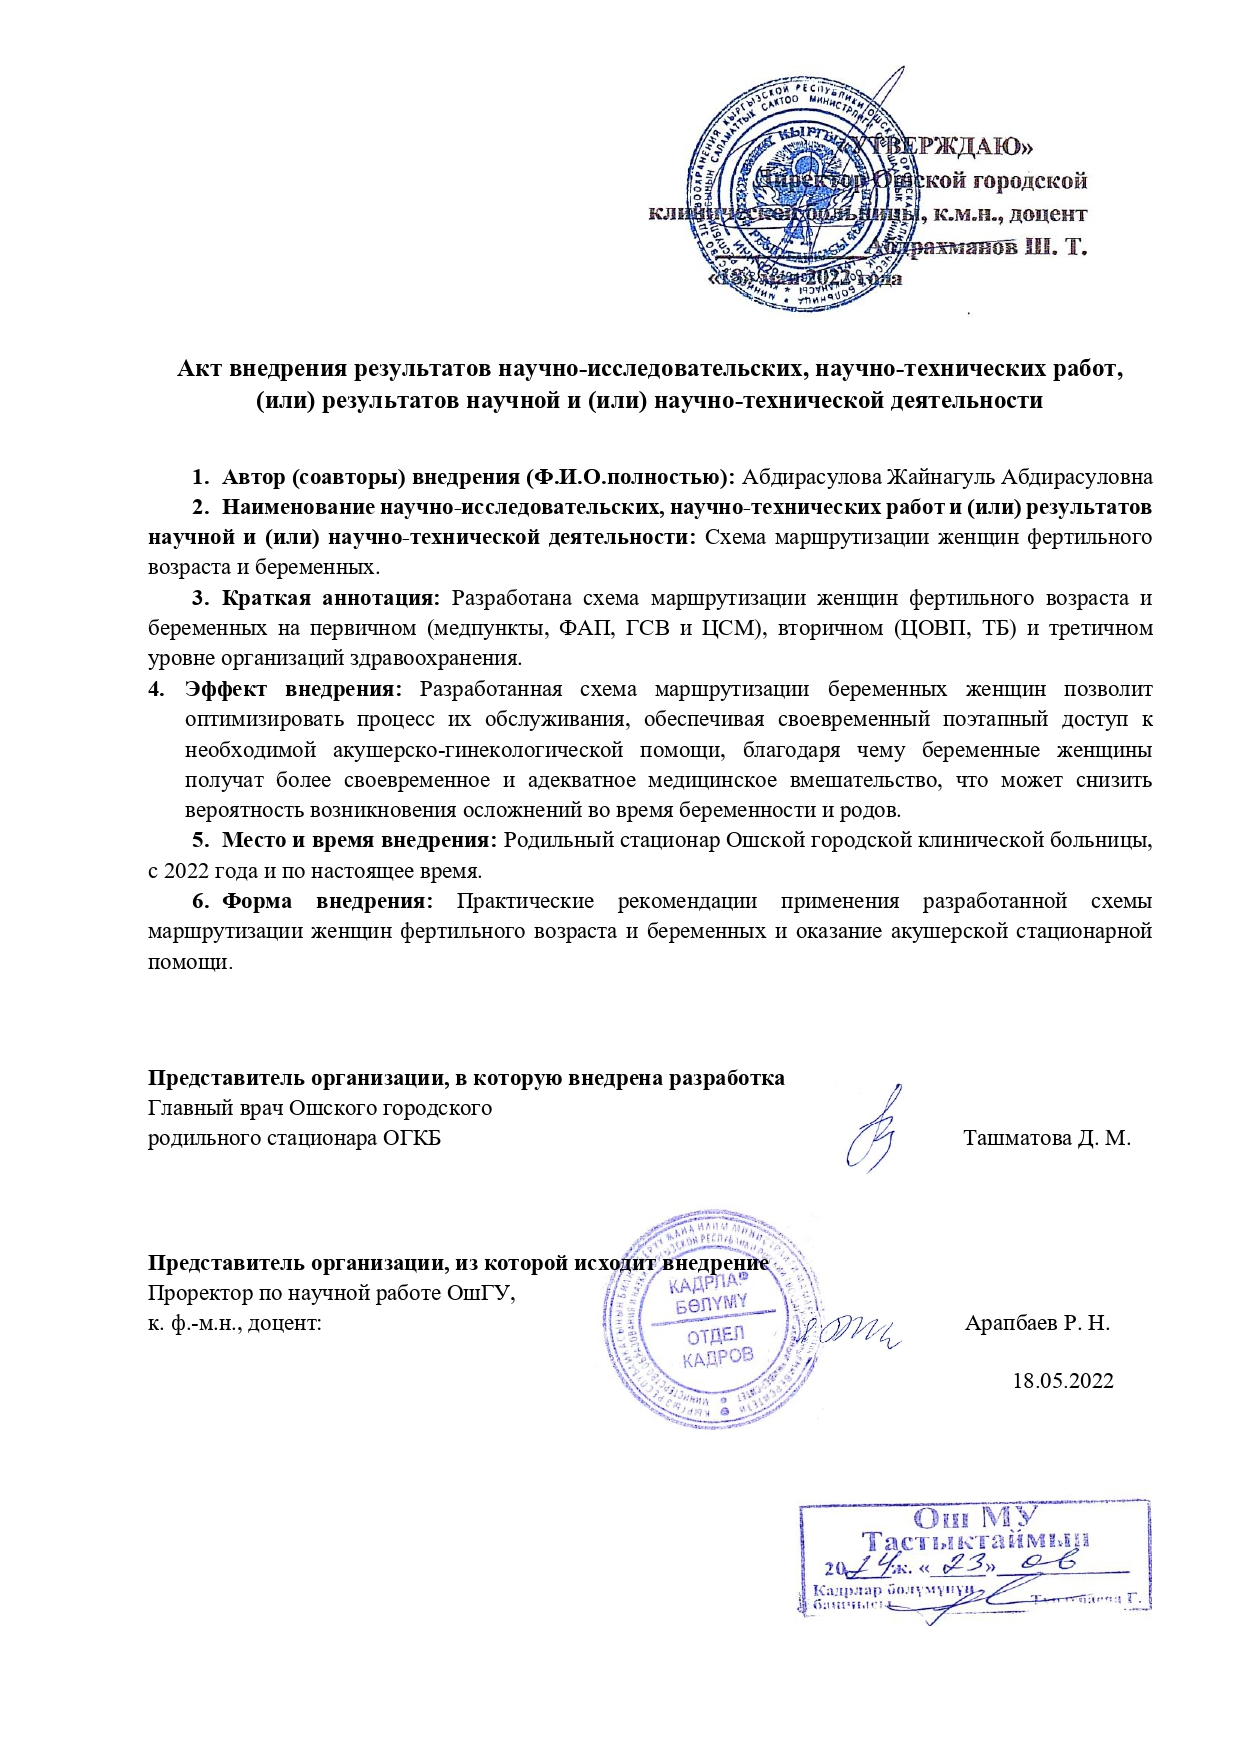 «УТВЕРЖДАЮ»
Директор Ошской городской
клинической больницы, к.м.н., доцент
Абдрахманов Ш. Т.
«18» мая 2022 года
Акт внедрения результатов научно-исследовательских, научно-технических работ,
(или) результатов научной и (или) научно-технической деятельности
1. Автор (соавторы) внедрения (Ф.И.О.полностью): Абдирасулова Жайнагуль Абдирасуловна
2. Наименование научно-исследовательских, научно-технических работ и (или) результатов
научной и (или) научно-технической деятельности: Схема маршрутизации женщин фертильного
возраста и беременных.
3. Краткая аннотация: Разработана схема маршрутизации женщин фертильного возраста и
беременных на первичном (медпункты, ФАП, ГСВ и ЦСМ), вторичном (ЦОВП, ТБ) и третичном
уровне организаций здравоохранения.
4. Эффект внедрения: Разработанная схема маршрутизации беременных женщин позволит
оптимизировать процесс их обслуживания, обеспечивая своевременный поэтапный доступ к
необходимой акушерско-гинекологической помощи, благодаря чему беременные женщины
получат более своевременное и адекватное медицинское вмешательство, что может снизить
вероятность возникновения осложнений во время беременности и родов.
5. Место и время внедрения: Родильный стационар Ошской городской клинической больницы,
с 2022 года и по настоящее время.
6. Форма внедрения: Практические рекомендации применения разработанной схемы
маршрутизации женщин фертильного возраста и беременных и оказание акушерской стационарной
помощи.
Представитель организации, в которую внедрена разработка
Главный врач Ошского городского
родильного стационара ОГКБ Ташматова Д. М.
Представитель организации, из которой исходит внедрение
Проректор по научной работе ОшГУ,
к. ф.-м.н., доцент: Арапбаев Р. Н.
КАДРЛАР
БӨЛҮМҮ
ОТДЕЛ
КАДРОВ
18.05.2022
Ош МУ
Тастыктаймын
20 24 ж. « 23 »
Кадрлар бөлүмүнүн
башчысы